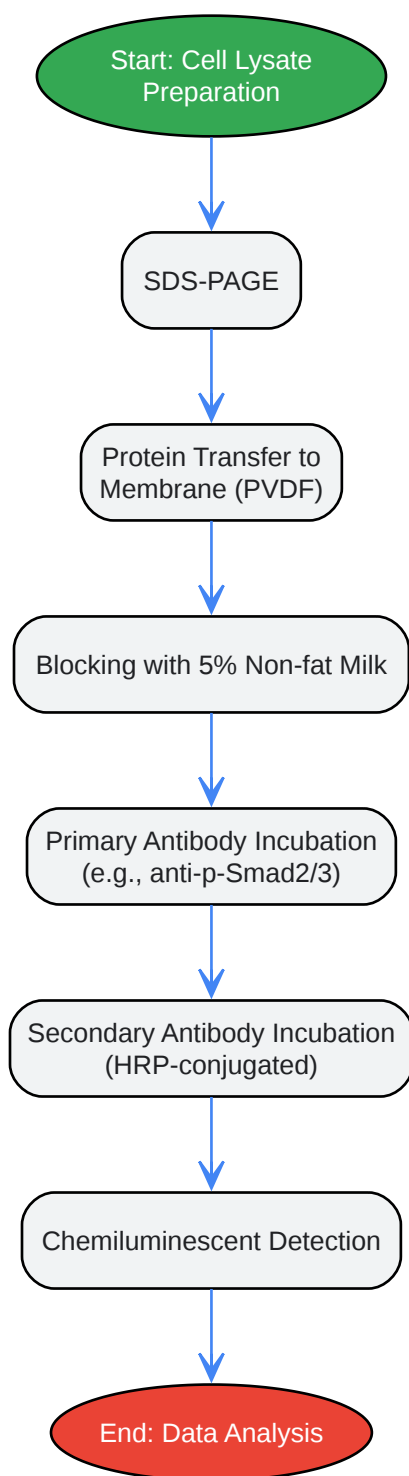 Start: Cell Lysate
Preparation
SDS-PAGE
Protein Transfer to
Membrane (PVDF)
Blocking with 5% Non-fat Milk
Primary Antibody Incubation
(e.g., anti-p-Smad2/3)
Secondary Antibody Incubation
(HRP-conjugated)
Chemiluminescent Detection
End: Data Analysis